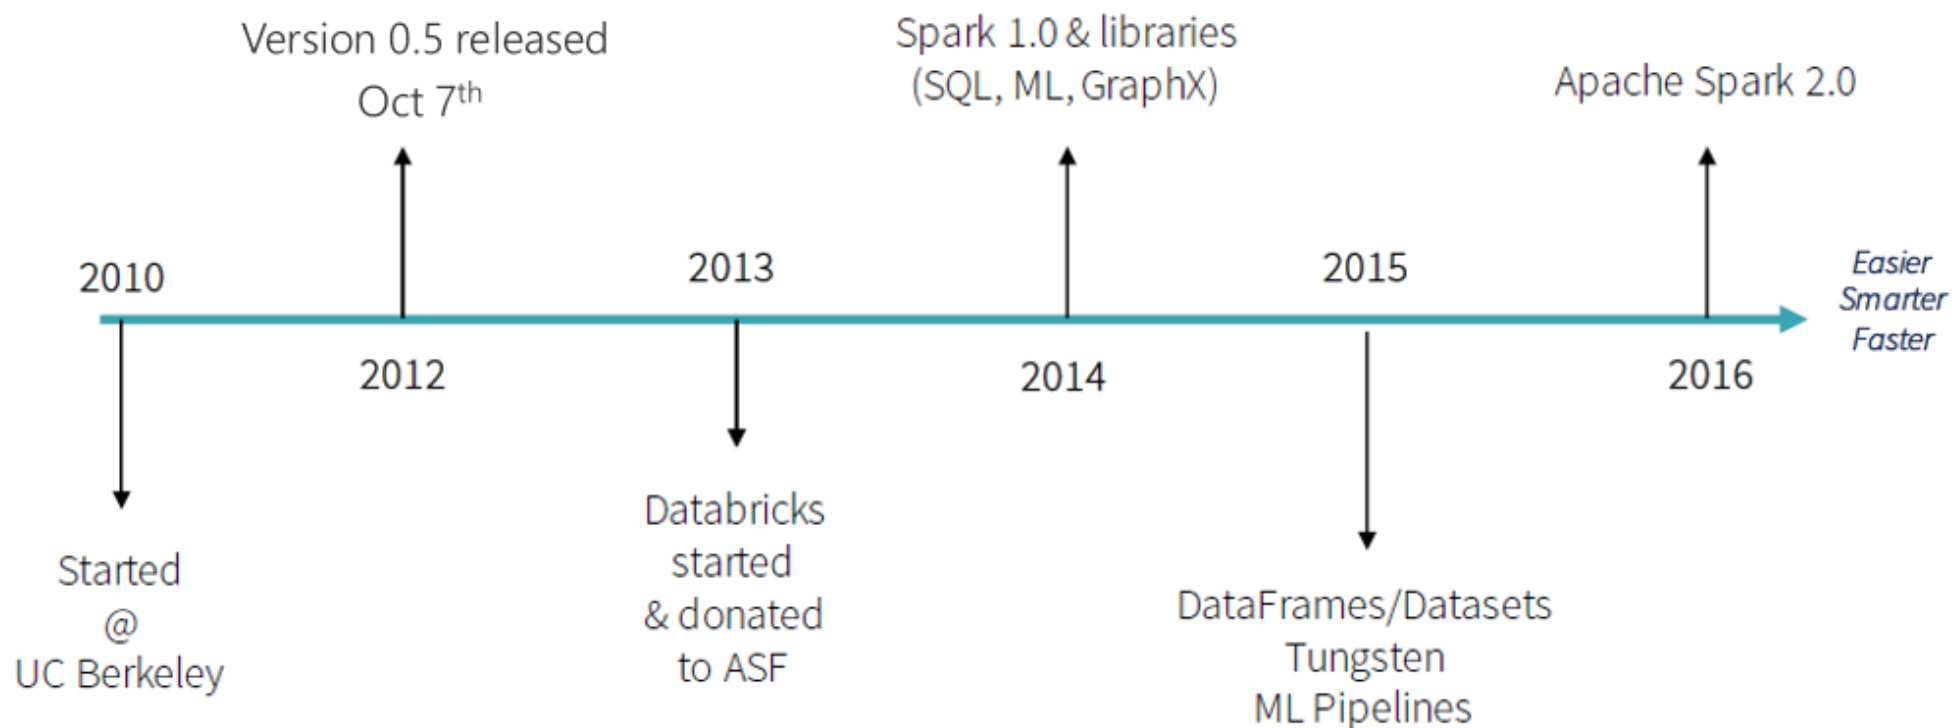 Version 0.5 released
Oct 7th
Spark 1.0 & libraries
(SQL, ML, GraphX)
Apache Spark 2.0
2010
2013
2015
Easier
Smarter
Faster
2012
2014
2016
Started
@
UC Berkeley
Databricks
started
& donated
to ASF
DataFrames/Datasets
Tungsten
ML Pipelines